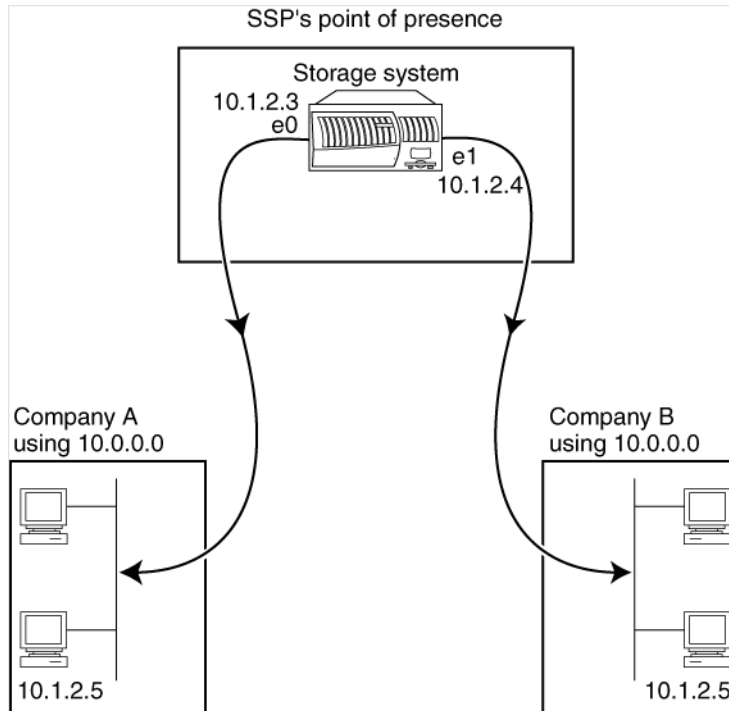 SSP's point of presence
Storage system
10.1.2.3
e0
e1
10.1.2.4
Company A
using 10.0.0.0
Company B
using 10.0.0.0
10.1.2.5
10.1.2.5